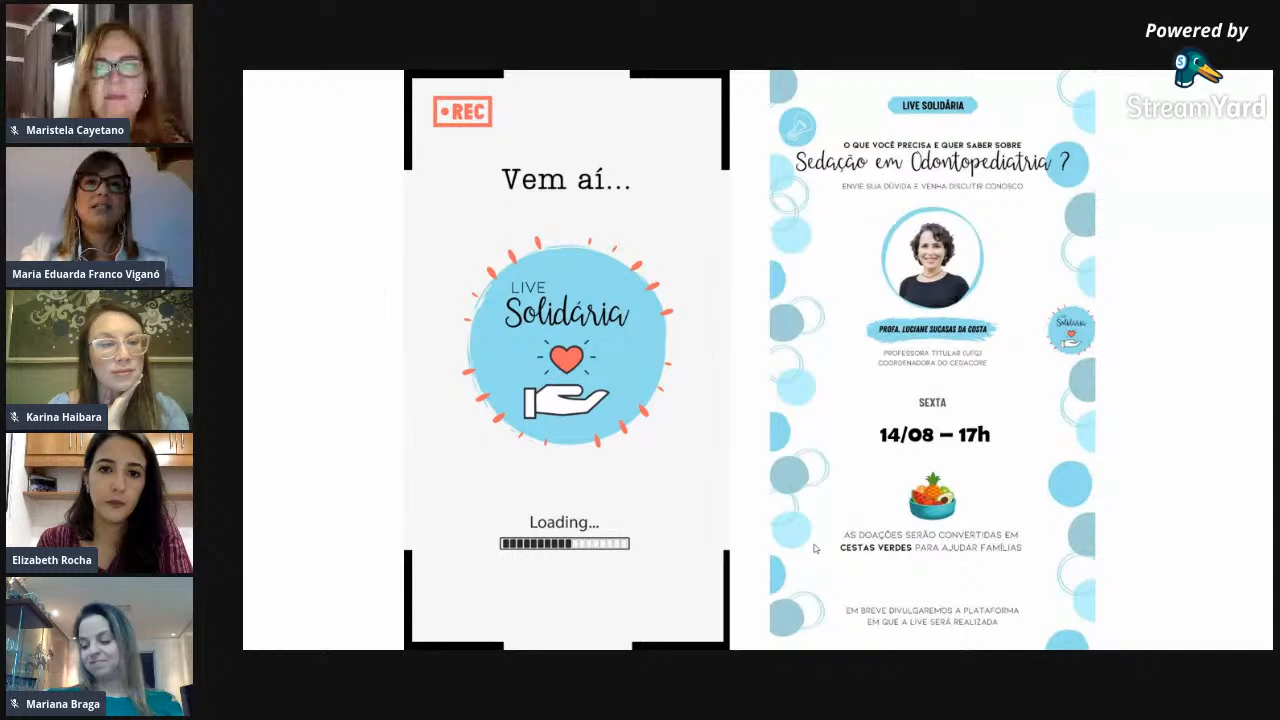 Maristela Cayetano
Maria Eduarda Franco Viganó
Karina Haibara
Elizabeth Rocha
Mariana Braga
REC
Vem aí...
LIVE
Solidária
Loading...
LIVE SOLIDÁRIA
O QUE VOCÊ PRECISA E QUER SABER SOBRE
Sedação em Odontopediatria ?
ENVIE SUA DÚVIDA E VENHA DISCUTIR CONOSCO
PROFA. LUCIANE SUCASAS DA COSTA
PROFESSORA TITULAR (UFG)
COORDENADORA DO CEDACORE
LIVE
Solidária
SEXTA
14/08 – 17h
AS DOAÇÕES SERÃO CONVERTIDAS EM
CESTAS VERDES PARA AJUDAR FAMÍLIAS
EM BREVE DIVULGAREMOS A PLATAFORMA
EM QUE A LIVE SERÁ REALIZADA
Powered by
S
StreamYard